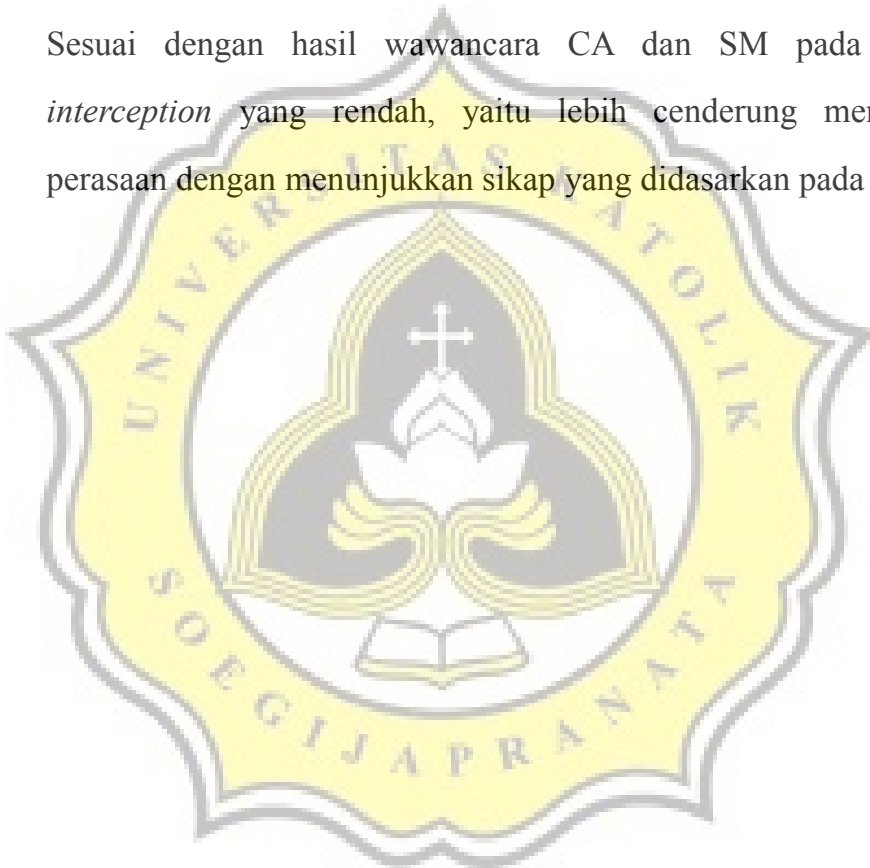 Sesuai dengan hasil wawancara CA dan SM pada
interception yang rendah, yaitu lebih cenderung
perasaan dengan menunjukkan sikap yang didasarkan pada
UNIVERSITAS KATOLIK
SOEGIJAPRANATA